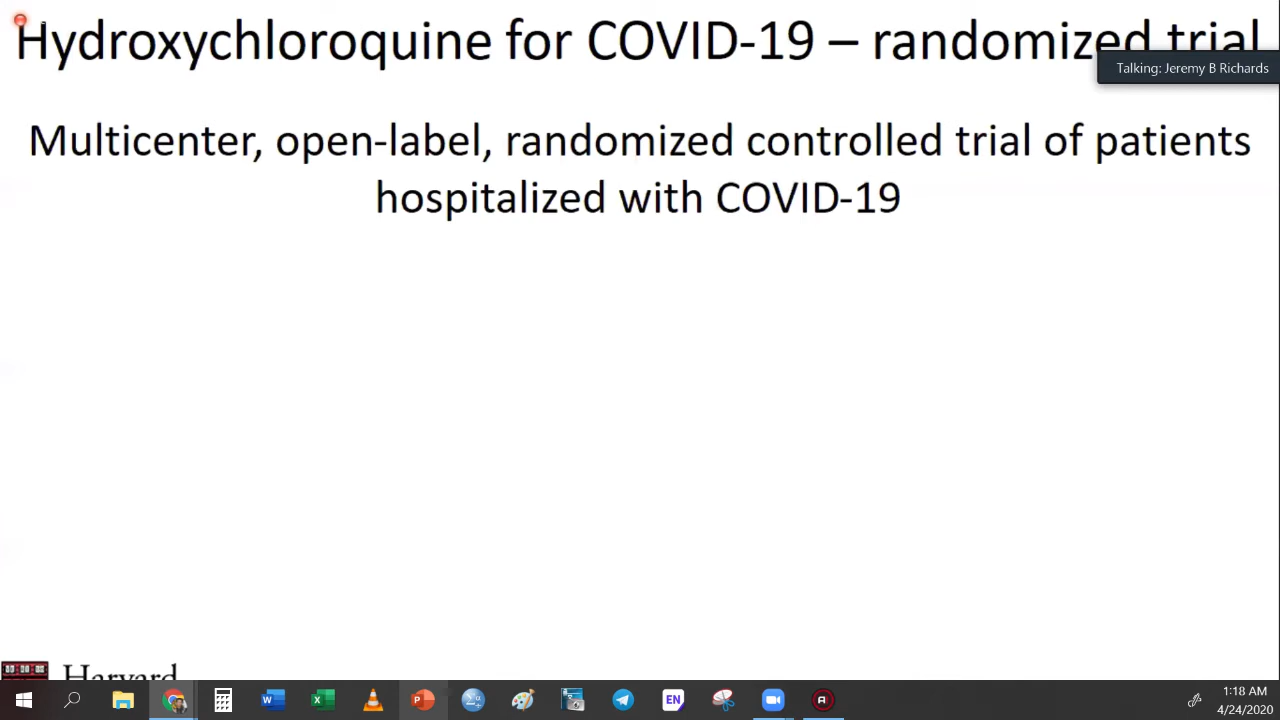 Hydroxychloroquine for COVID-19 – randomized trial
Talking: Jeremy B Richards
Multicenter, open-label, randomized controlled trial of patients
hospitalized with COVID-19
Harvard
EN
1:18 AM
4/24/2020